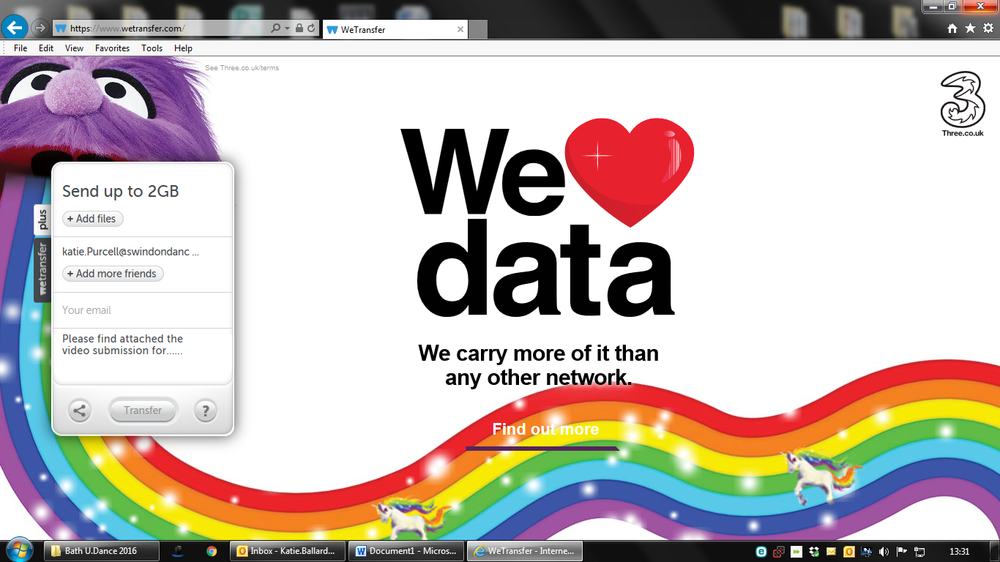 https://www.wetransfer.com/
WeTransfer
File Edit View Favorites Tools Help
See Three.co.uk/terms
3
Three.co.uk
We
data
We carry more of it than
any other network.
Find out more
Send up to 2GB
+ Add files
plus
wetransfer
katie.Purcell@swindondanc ...
+ Add more friends
Your email
Please find attached the
video submission for......
Transfer
?
Bath U.Dance 2016
Inbox - Katie.Ballard...
Document1 - Micros...
WeTransfer - Interne...
13:31